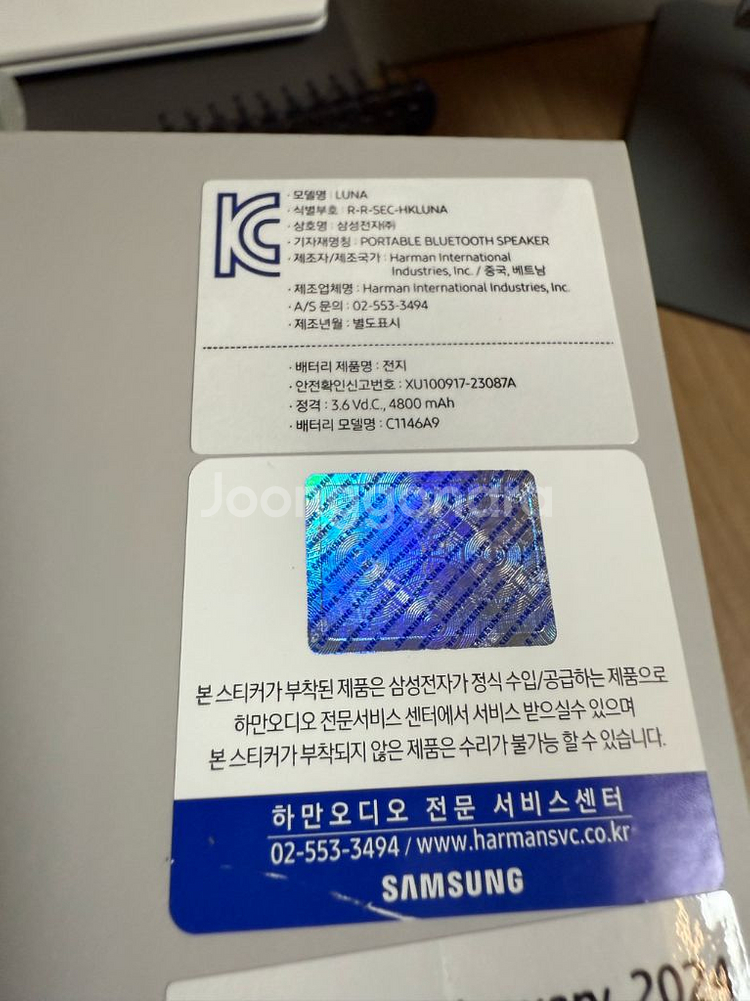 · 모델명 : LUNA
· 식별부호 : R-R-SEC-HKLUNA
· 상호명 : 삼성전자㈜
· 기자재명칭 : PORTABLE BLUETOOTH SPEAKER
· 제조자/제조국가 : Harman International
Industries, Inc. / 중국, 베트남
· 제조업체명 : Harman International Industries, Inc.
· A/S 문의 : 02-553-3494
· 제조년월 : 별도표시
· 배터리 제품명 : 전지
· 안전확인신고번호 : XU100917-23087A
· 정격 : 3.6 Vd.C., 4800 mAh
· 배터리 모델명 : C1146A9
Joonggonara
SAMSUNG
본 스티커가 부착된 제품은 삼성전자가 정식 수입/공급하는 제품으로
하만오디오 전문서비스 센터에서 서비스 받으실수 있으며
본 스티커가 부착되지 않은 제품은 수리가 불가능 할 수 있습니다.
하만오디오 전문 서비스센터
02-553-3494 / www.harmansvc.co.kr
SAMSUNG
2024